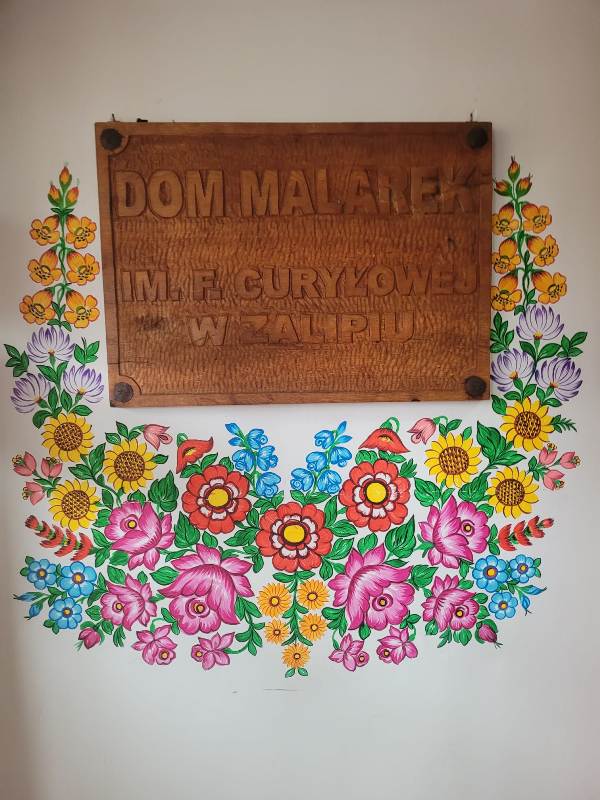 DOM MALAREK
IM. F. CURYŁOWEJ
W ZALIPIU